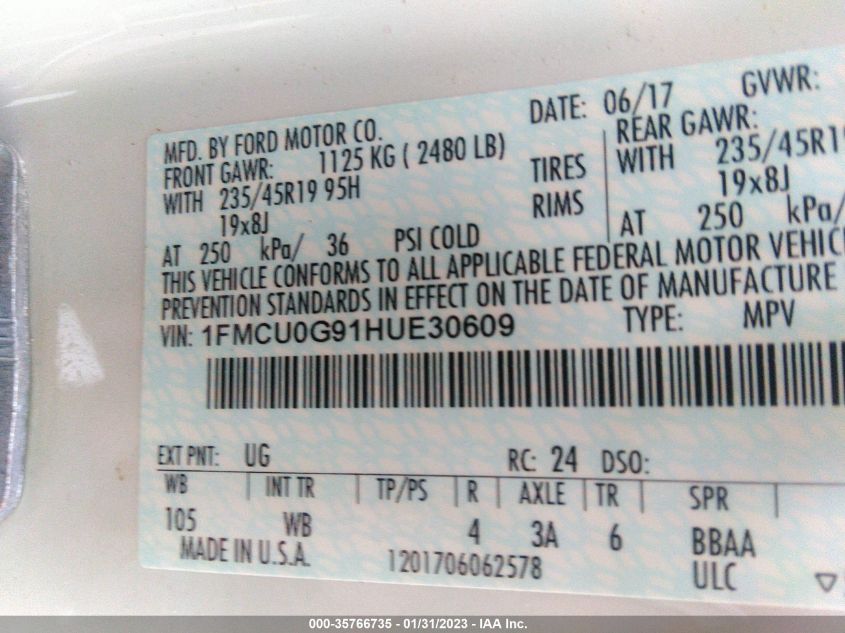 MFD. BY FORD MOTOR CO. DATE: 06/17 GVWR:
FRONT GAWR: 1125 KG ( 2480 LB) REAR GAWR:
WITH 235/45R19 95H TIRES WITH 235/45R19
19x8J RIMS 19x8J
AT 250 kPa/ 36 PSI COLD AT 250 kPa/
THIS VEHICLE CONFORMS TO ALL APPLICABLE FEDERAL MOTOR VEHIC
PREVENTION STANDARDS IN EFFECT ON THE DATE OF MANUFACTURE
VIN: 1FMCU0G91HUE30609 TYPE: MPV
EXT PNT: UG RC: 24 DSO:
WB INT TR TP/PS R AXLE TR SPR
105 WB 4 3A 6 BBAA
MADE IN U.S.A. 1201706062578 ULC
000-35766735 - 01/31/2023 - IAA Inc.